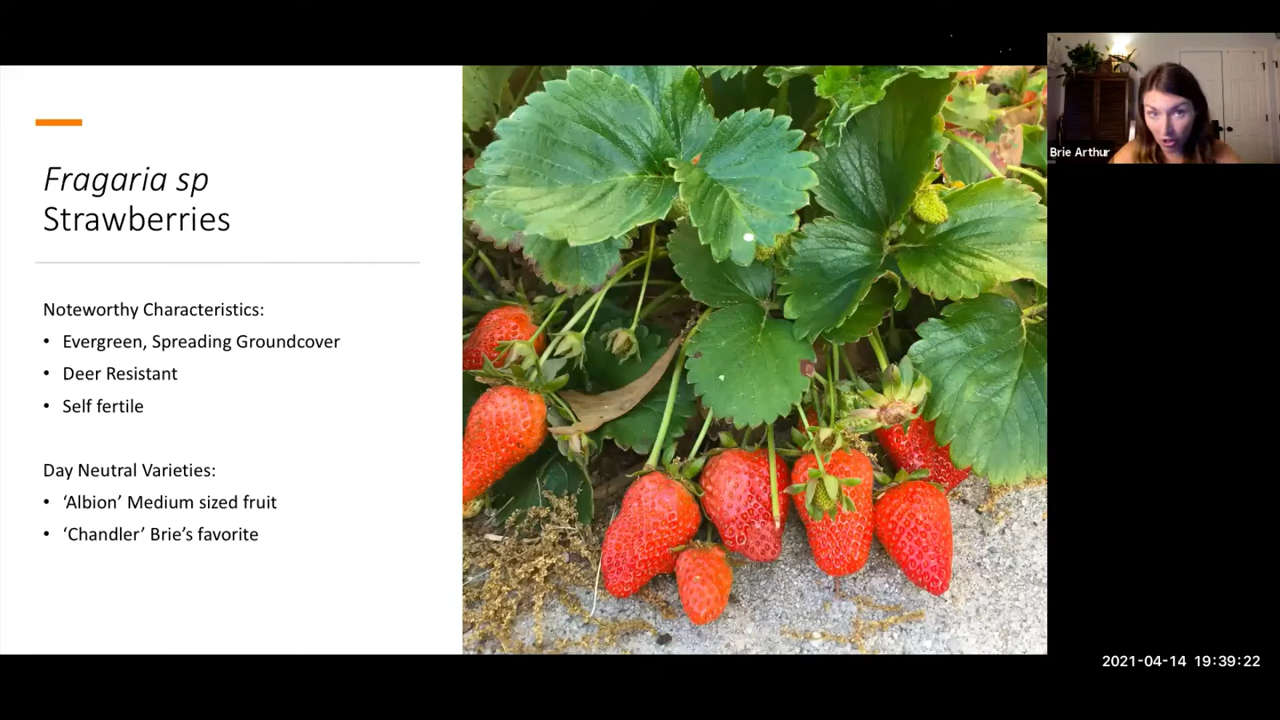 Fragaria sp
Strawberries
Noteworthy Characteristics:
• Evergreen, Spreading Groundcover
• Deer Resistant
• Self fertile
Day Neutral Varieties:
• ‘Albion’ Medium sized fruit
• ‘Chandler’ Brie’s favorite
Brie Arthur
2021-04-14 19:39:22